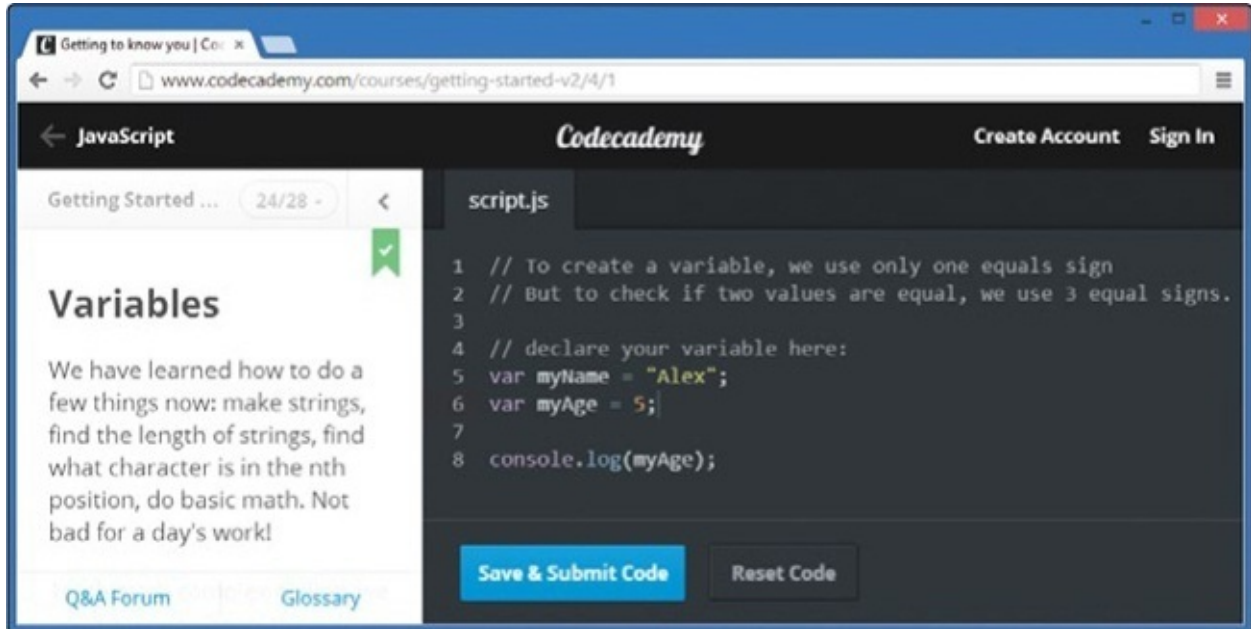 Getting to know you | Co
www.codecademy.com/courses/getting-started-v2/4/1
JavaScript
Codecademy
Create Account
Sign In
Getting Started ...
24/28
script.js
Variables
We have learned how to do a
few things now: make strings,
find the length of strings, find
what character is in the nth
position, do basic math. Not
bad for a day's work!
Q&A Forum
Glossary
1 // To create a variable, we use only one equals sign
2 // But to check if two values are equal, we use 3 equal signs.
3
4 // declare your variable here:
5 var myName = "Alex";
6 var myAge = 5;
7
8 console.log(myAge);
Save & Submit Code
Reset Code